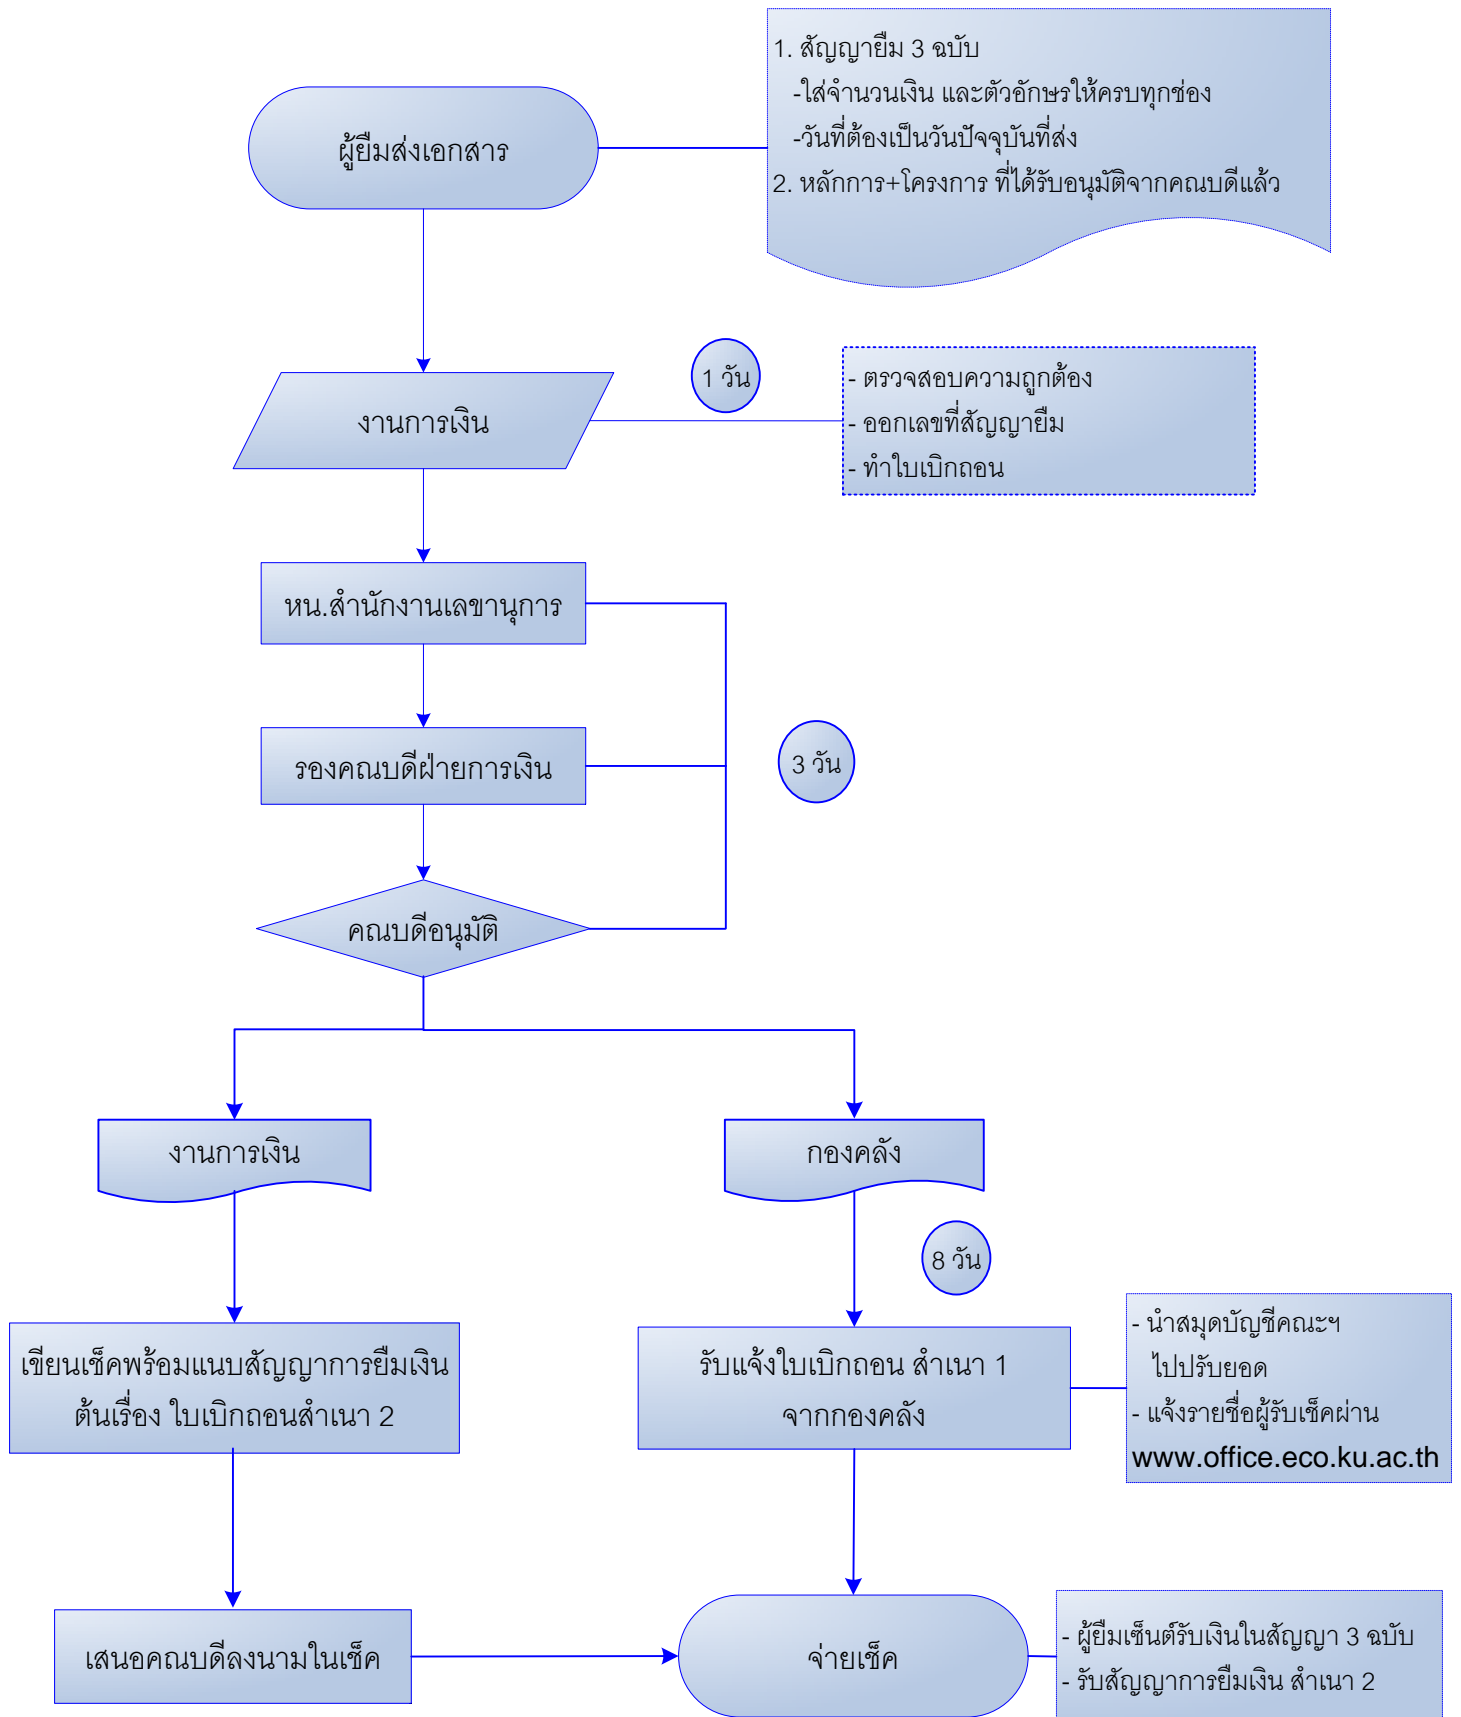 ผู้ยืมส่งเอกสาร
1. สัญญายืม 3 ฉบับ
-ใส่จำนวนเงิน และตัวอักษรให้ครบทุกช่อง
-วันที่ต้องเป็นวันปัจจุบันที่ส่ง
2. หลักการ+โครงการ ที่ได้รับอนุมัติจากคณบดีแล้ว
งานการเงิน
1 วัน
- ตรวจสอบความถูกต้อง
- ออกเลขที่สัญญายืม
- ทำใบเบิกถอน
หน.สำนักงานเลขานุการ
รองคณบดีฝ่ายการเงิน
3 วัน
คณบดีอนุมัติ
งานการเงิน
กองคลัง
8 วัน
เขียนเช็คพร้อมแนบสัญญาการยืมเงิน
ต้นเรื่อง ใบเบิกถอนสำเนา 2
รับแจ้งใบเบิกถอน สำเนา 1
จากกองคลัง
- นำสมุดบัญชีคณะฯ
ไปปรับยอด
- แจ้งรายชื่อผู้รับเช็คผ่าน
www.office.eco.ku.ac.th
เสนอคณบดีลงนามในเช็ค
จ่ายเช็ค
- ผู้ยืมเซ็นต์รับเงินในสัญญา 3 ฉบับ
- รับสัญญาการยืมเงิน สำเนา 2